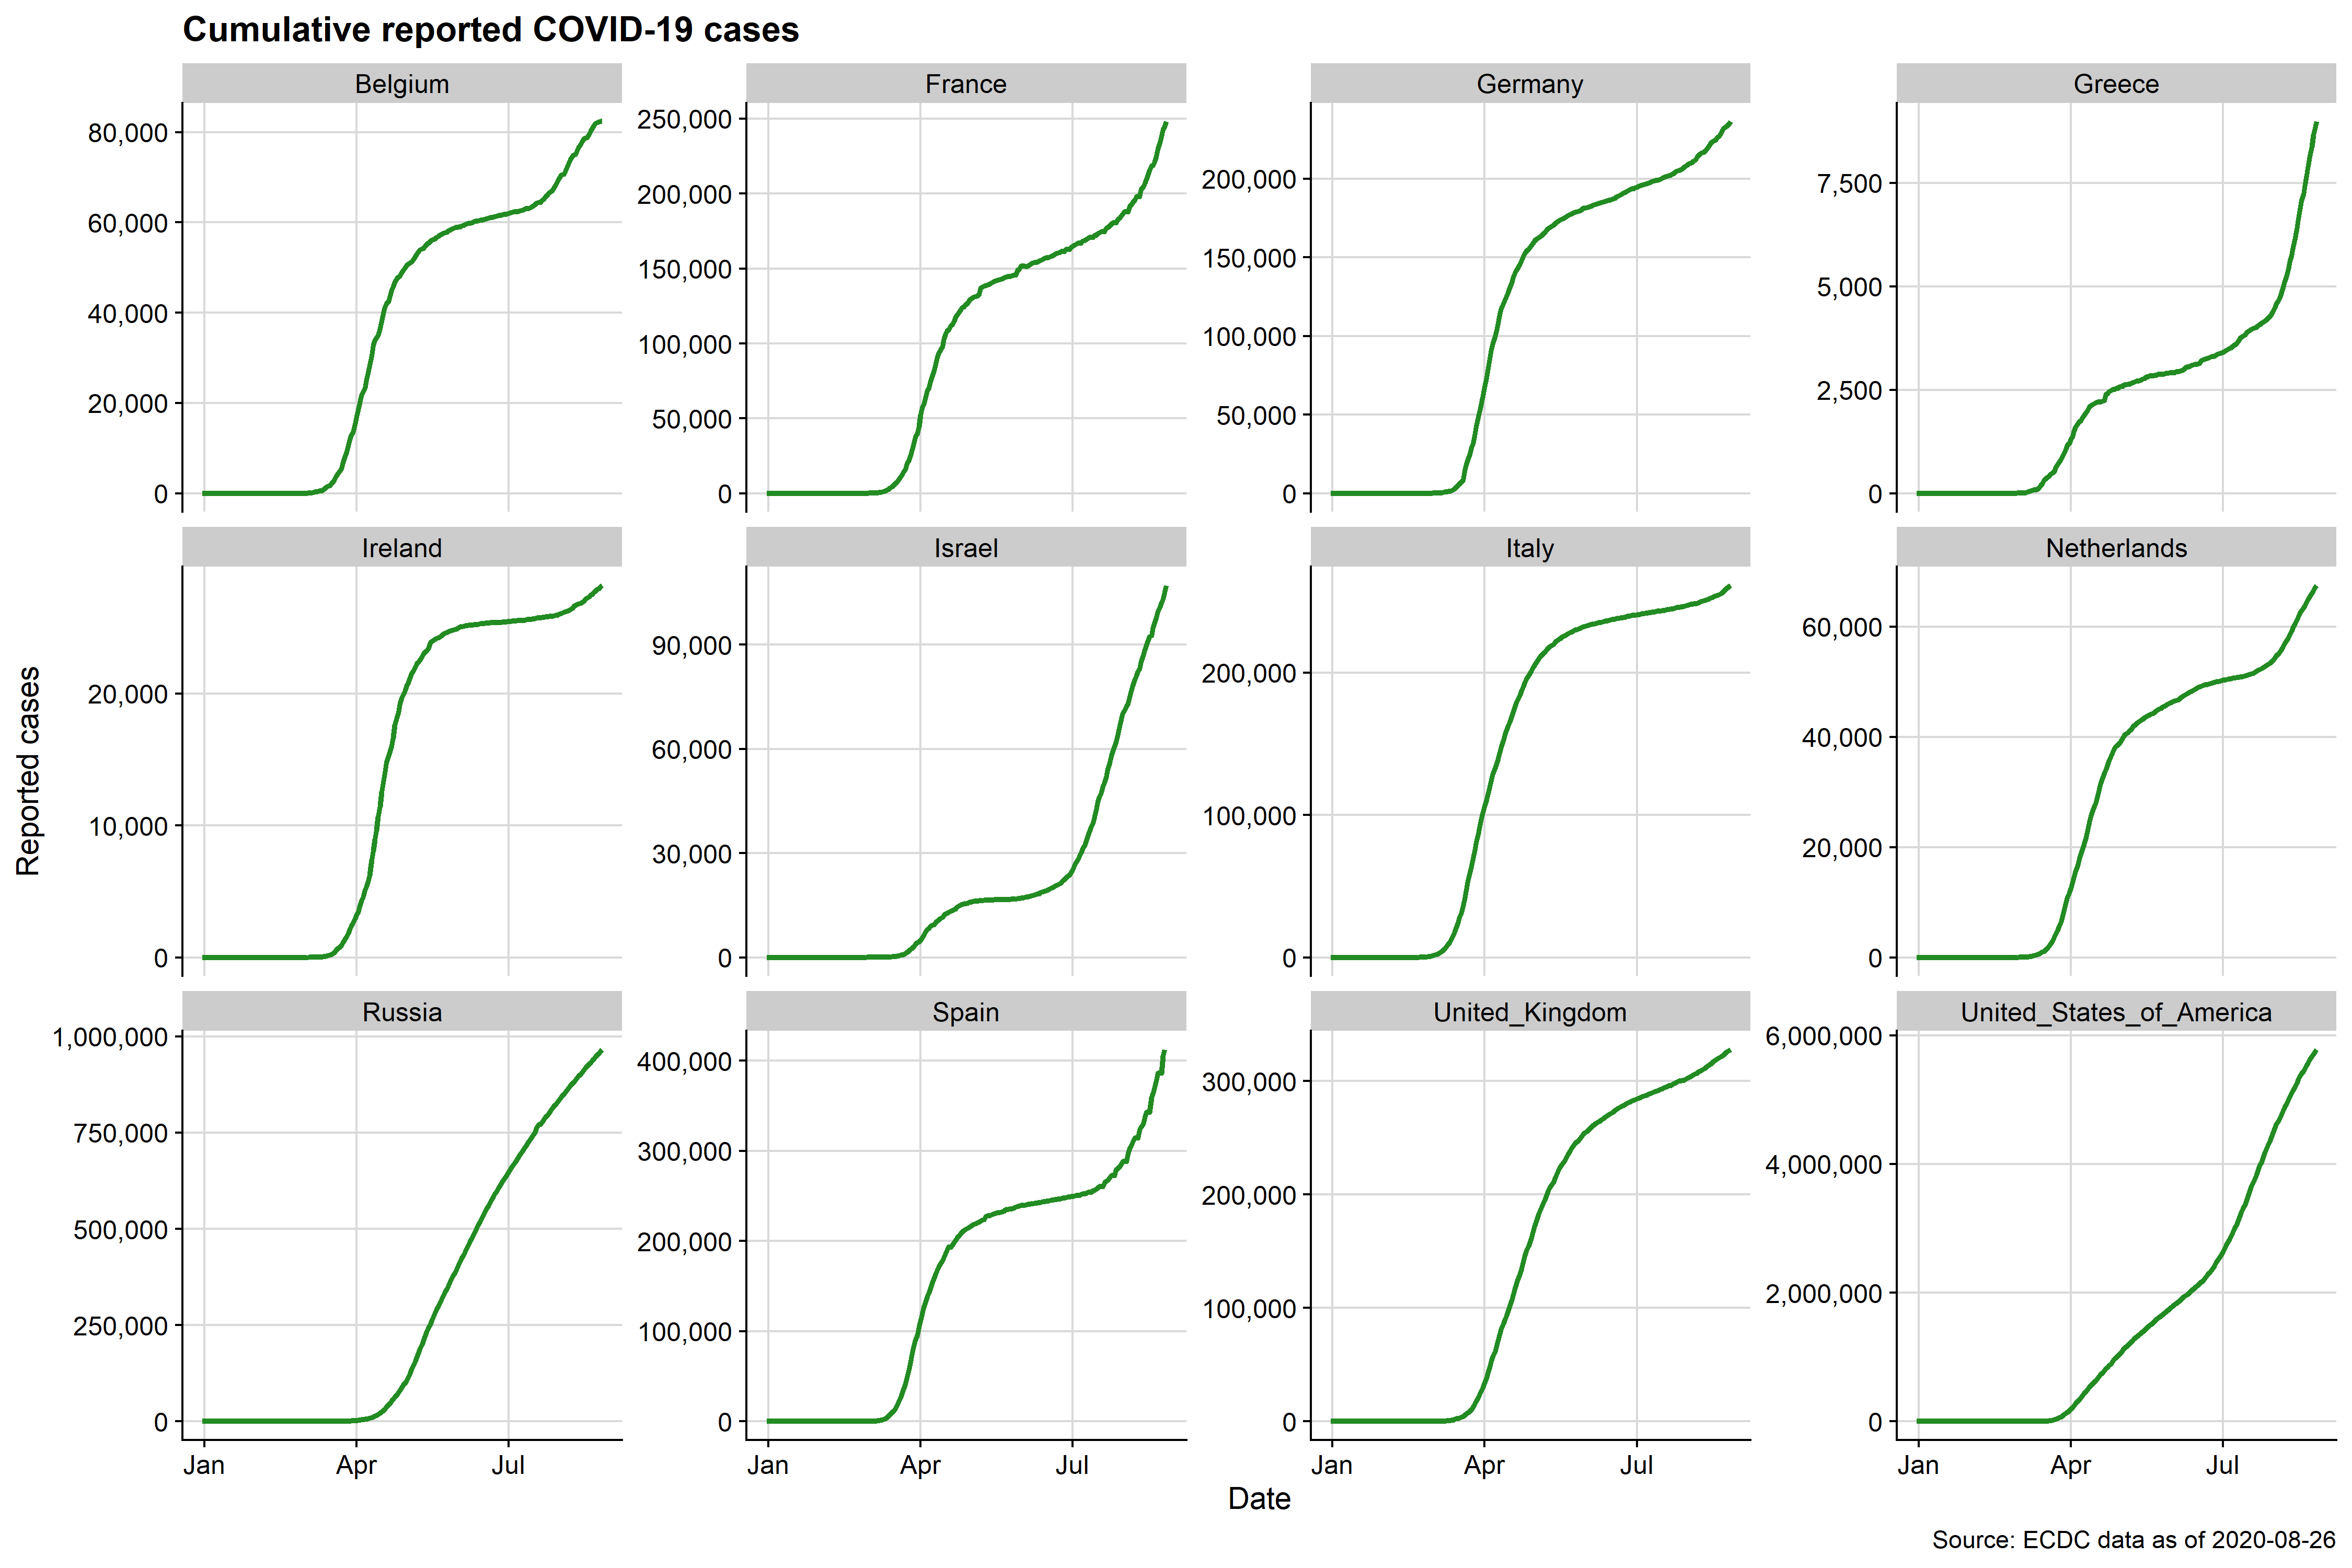 Cumulative reported COVID-19 cases
Belgium
France
Germany
Greece
80,000
60,000
40,000
20,000
0
250,000
200,000
150,000
100,000
50,000
0
200,000
150,000
100,000
50,000
0
7,500
5,000
2,500
0
Ireland
Israel
Italy
Netherlands
20,000
10,000
0
90,000
60,000
30,000
0
200,000
100,000
0
60,000
40,000
20,000
0
Reported cases
Russia
Spain
United_Kingdom
United_States_of_America
1,000,000
750,000
500,000
250,000
0
400,000
300,000
200,000
100,000
0
300,000
200,000
100,000
0
6,000,000
4,000,000
2,000,000
0
Jan Apr Jul
Jan Apr Jul
Jan Apr Jul
Jan Apr Jul
Date
Source: ECDC data as of 2020-08-26